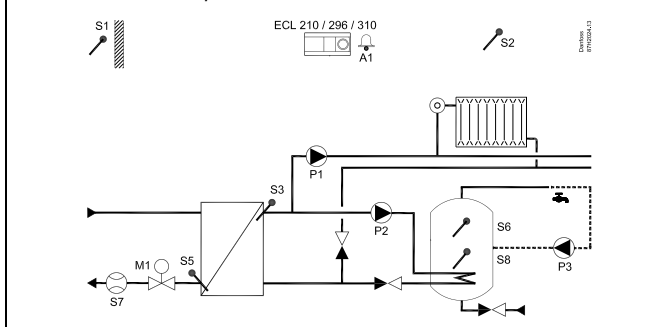 S1
ECL 210 / 296 / 310
A1
S2
Danfoss
87H2024.13
P1
S3
P2
S6
S5
S8
P3
M1
S7